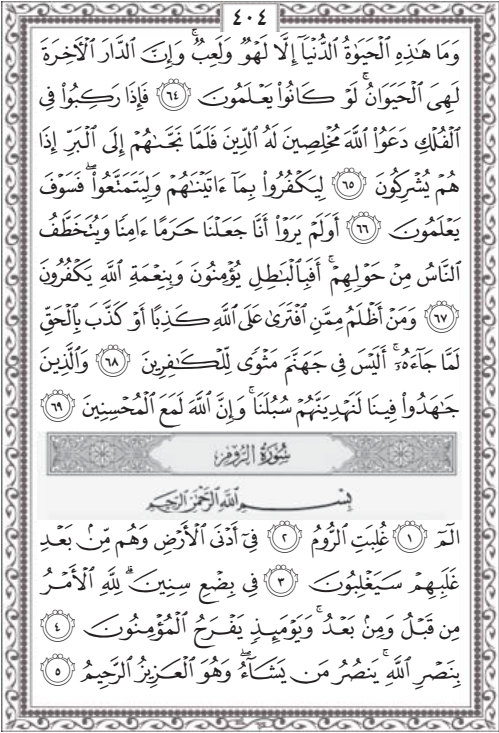 ٤٠٤
وَمَا هَٰذِهِ ٱلْحَيَوٰةُ ٱلدُّنْيَآ إِلَّا لَهْوٌ وَلَعِبٌ ۚ وَإِنَّ ٱلدَّارَ ٱلْـَٔاخِرَةَ
لَهِىَ ٱلْحَيَوَانُ ۚ لَوْ كَانُوا۟ يَعْلَمُونَ ٦٤ فَإِذَا رَكِبُوا۟ فِى
ٱلْفُلْكِ دَعَوُا۟ ٱللَّهَ مُخْلِصِينَ لَهُ ٱلدِّينَ فَلَمَّا نَجَّىٰهُمْ إِلَى ٱلْبَرِّ إِذَا
هُمْ يُشْرِكُونَ ٦٥ لِيَكْفُرُوا۟ بِمَآ ءَاتَيْنَٰهُمْ وَلِيَتَمَتَّعُوا۟ ۖ فَسَوْفَ
يَعْلَمُونَ ٦٦ أَوَلَمْ يَرَوْا۟ أَنَّا جَعَلْنَا حَرَمًا ءَامِنًا وَيُتَخَطَّفُ
ٱلنَّاسُ مِنْ حَوْلِهِمْ ۚ أَفَبِٱلْبَٰطِلِ يُؤْمِنُونَ وَبِنِعْمَةِ ٱللَّهِ يَكْفُرُونَ
٦٧ وَمَنْ أَظْلَمُ مِمَّنِ ٱفْتَرَىٰ عَلَى ٱللَّهِ كَذِبًا أَوْ كَذَّبَ بِٱلْحَقِّ
لَمَّا جَآءَهُۥٓ ۚ أَلَيْسَ فِى جَهَنَّمَ مَثْوًى لِّلْكَٰفِرِينَ ٦٨ وَٱلَّذِينَ
جَٰهَدُوا۟ فِينَا لَنَهْدِيَنَّهُمْ سُبُلَنَا ۚ وَإِنَّ ٱللَّهَ لَمَعَ ٱلْمُحْسِنِينَ ٦٩
سُورَةُ الرُّومِ
بِسْمِ ٱللَّهِ ٱلرَّحْمَٰنِ ٱلرَّحِيمِ
الٓمٓ ١ غُلِبَتِ ٱلرُّومُ ٢ فِىٓ أَدْنَى ٱلْأَرْضِ وَهُم مِّنۢ بَعْدِ
غَلَبِهِمْ سَيَغْلِبُونَ ٣ فِى بِضْعِ سِنِينَ ۗ لِلَّهِ ٱلْأَمْرُ
مِن قَبْلُ وَمِنۢ بَعْدُ ۚ وَيَوْمَئِذٍ يَفْرَحُ ٱلْمُؤْمِنُونَ ٤
بِنَصْرِ ٱللَّهِ ۚ يَنصُرُ مَن يَشَآءُ ۖ وَهُوَ ٱلْعَزِيزُ ٱلرَّحِيمُ ٥